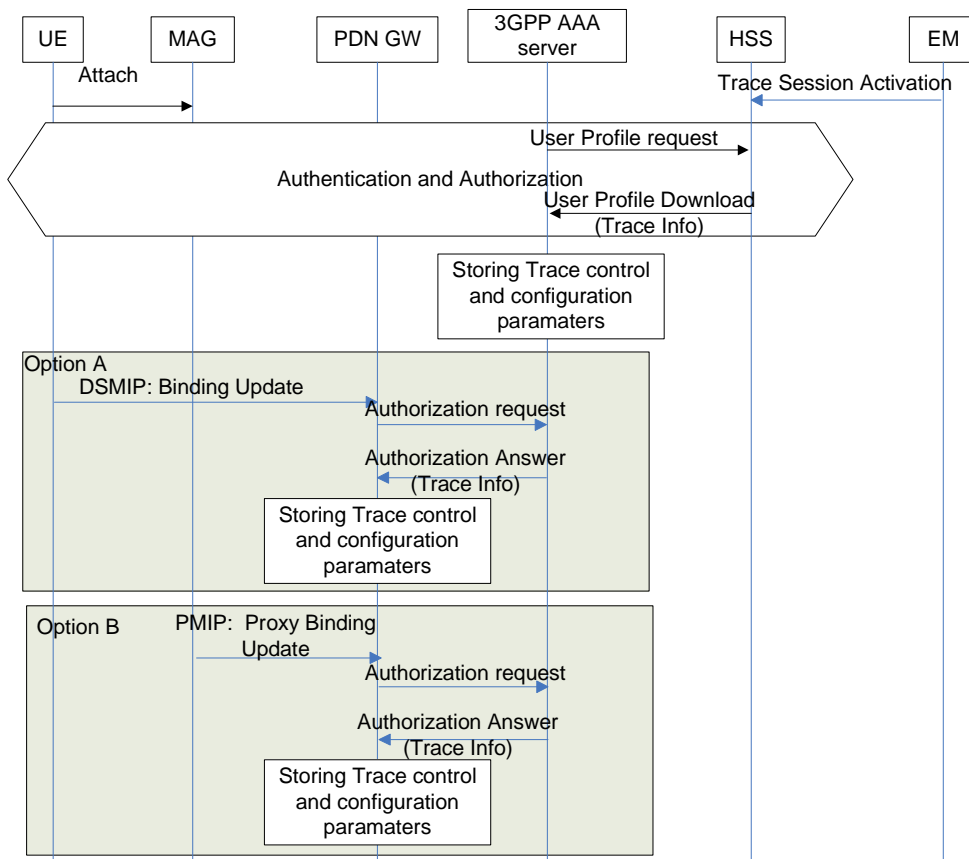 UE
MAG
PDN GW
3GPP AAA
server
HSS
EM
Attach
Trace Session Activation
User Profile request
Authentication and Authorization
User Profile Download
(Trace Info)
Storing Trace control
and configuration
paramaters
Option A
DSMIP: Binding Update
Authorization request
Authorization Answer
(Trace Info)
Storing Trace control
and configuration
paramaters
Option B
PMIP:  Proxy Binding
Update
Authorization request
Authorization Answer
(Trace Info)
Storing Trace control
and configuration
paramaters